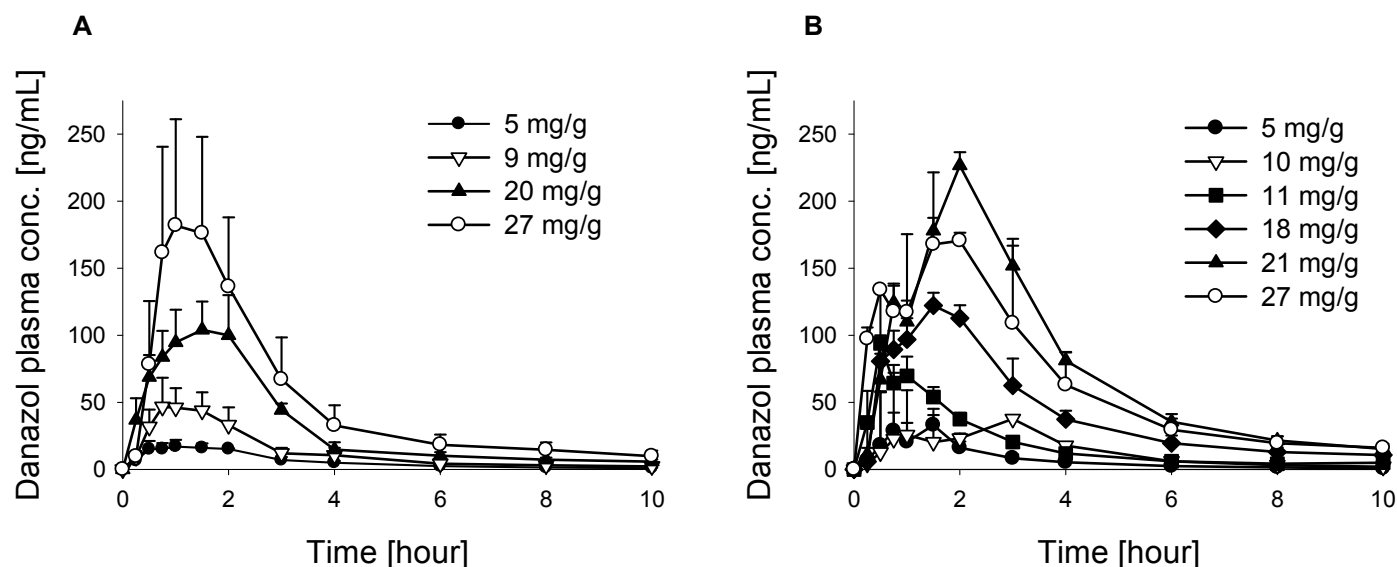 A
Danazol plasma conc. [ng/mL]
250
200
150
100
50
0
5 mg/g
9 mg/g
20 mg/g
27 mg/g
0 2 4 6 8 10
Time [hour]
B
Danazol plasma conc. [ng/mL]
250
200
150
100
50
0
5 mg/g
10 mg/g
11 mg/g
18 mg/g
21 mg/g
27 mg/g
0 2 4 6 8 10
Time [hour]